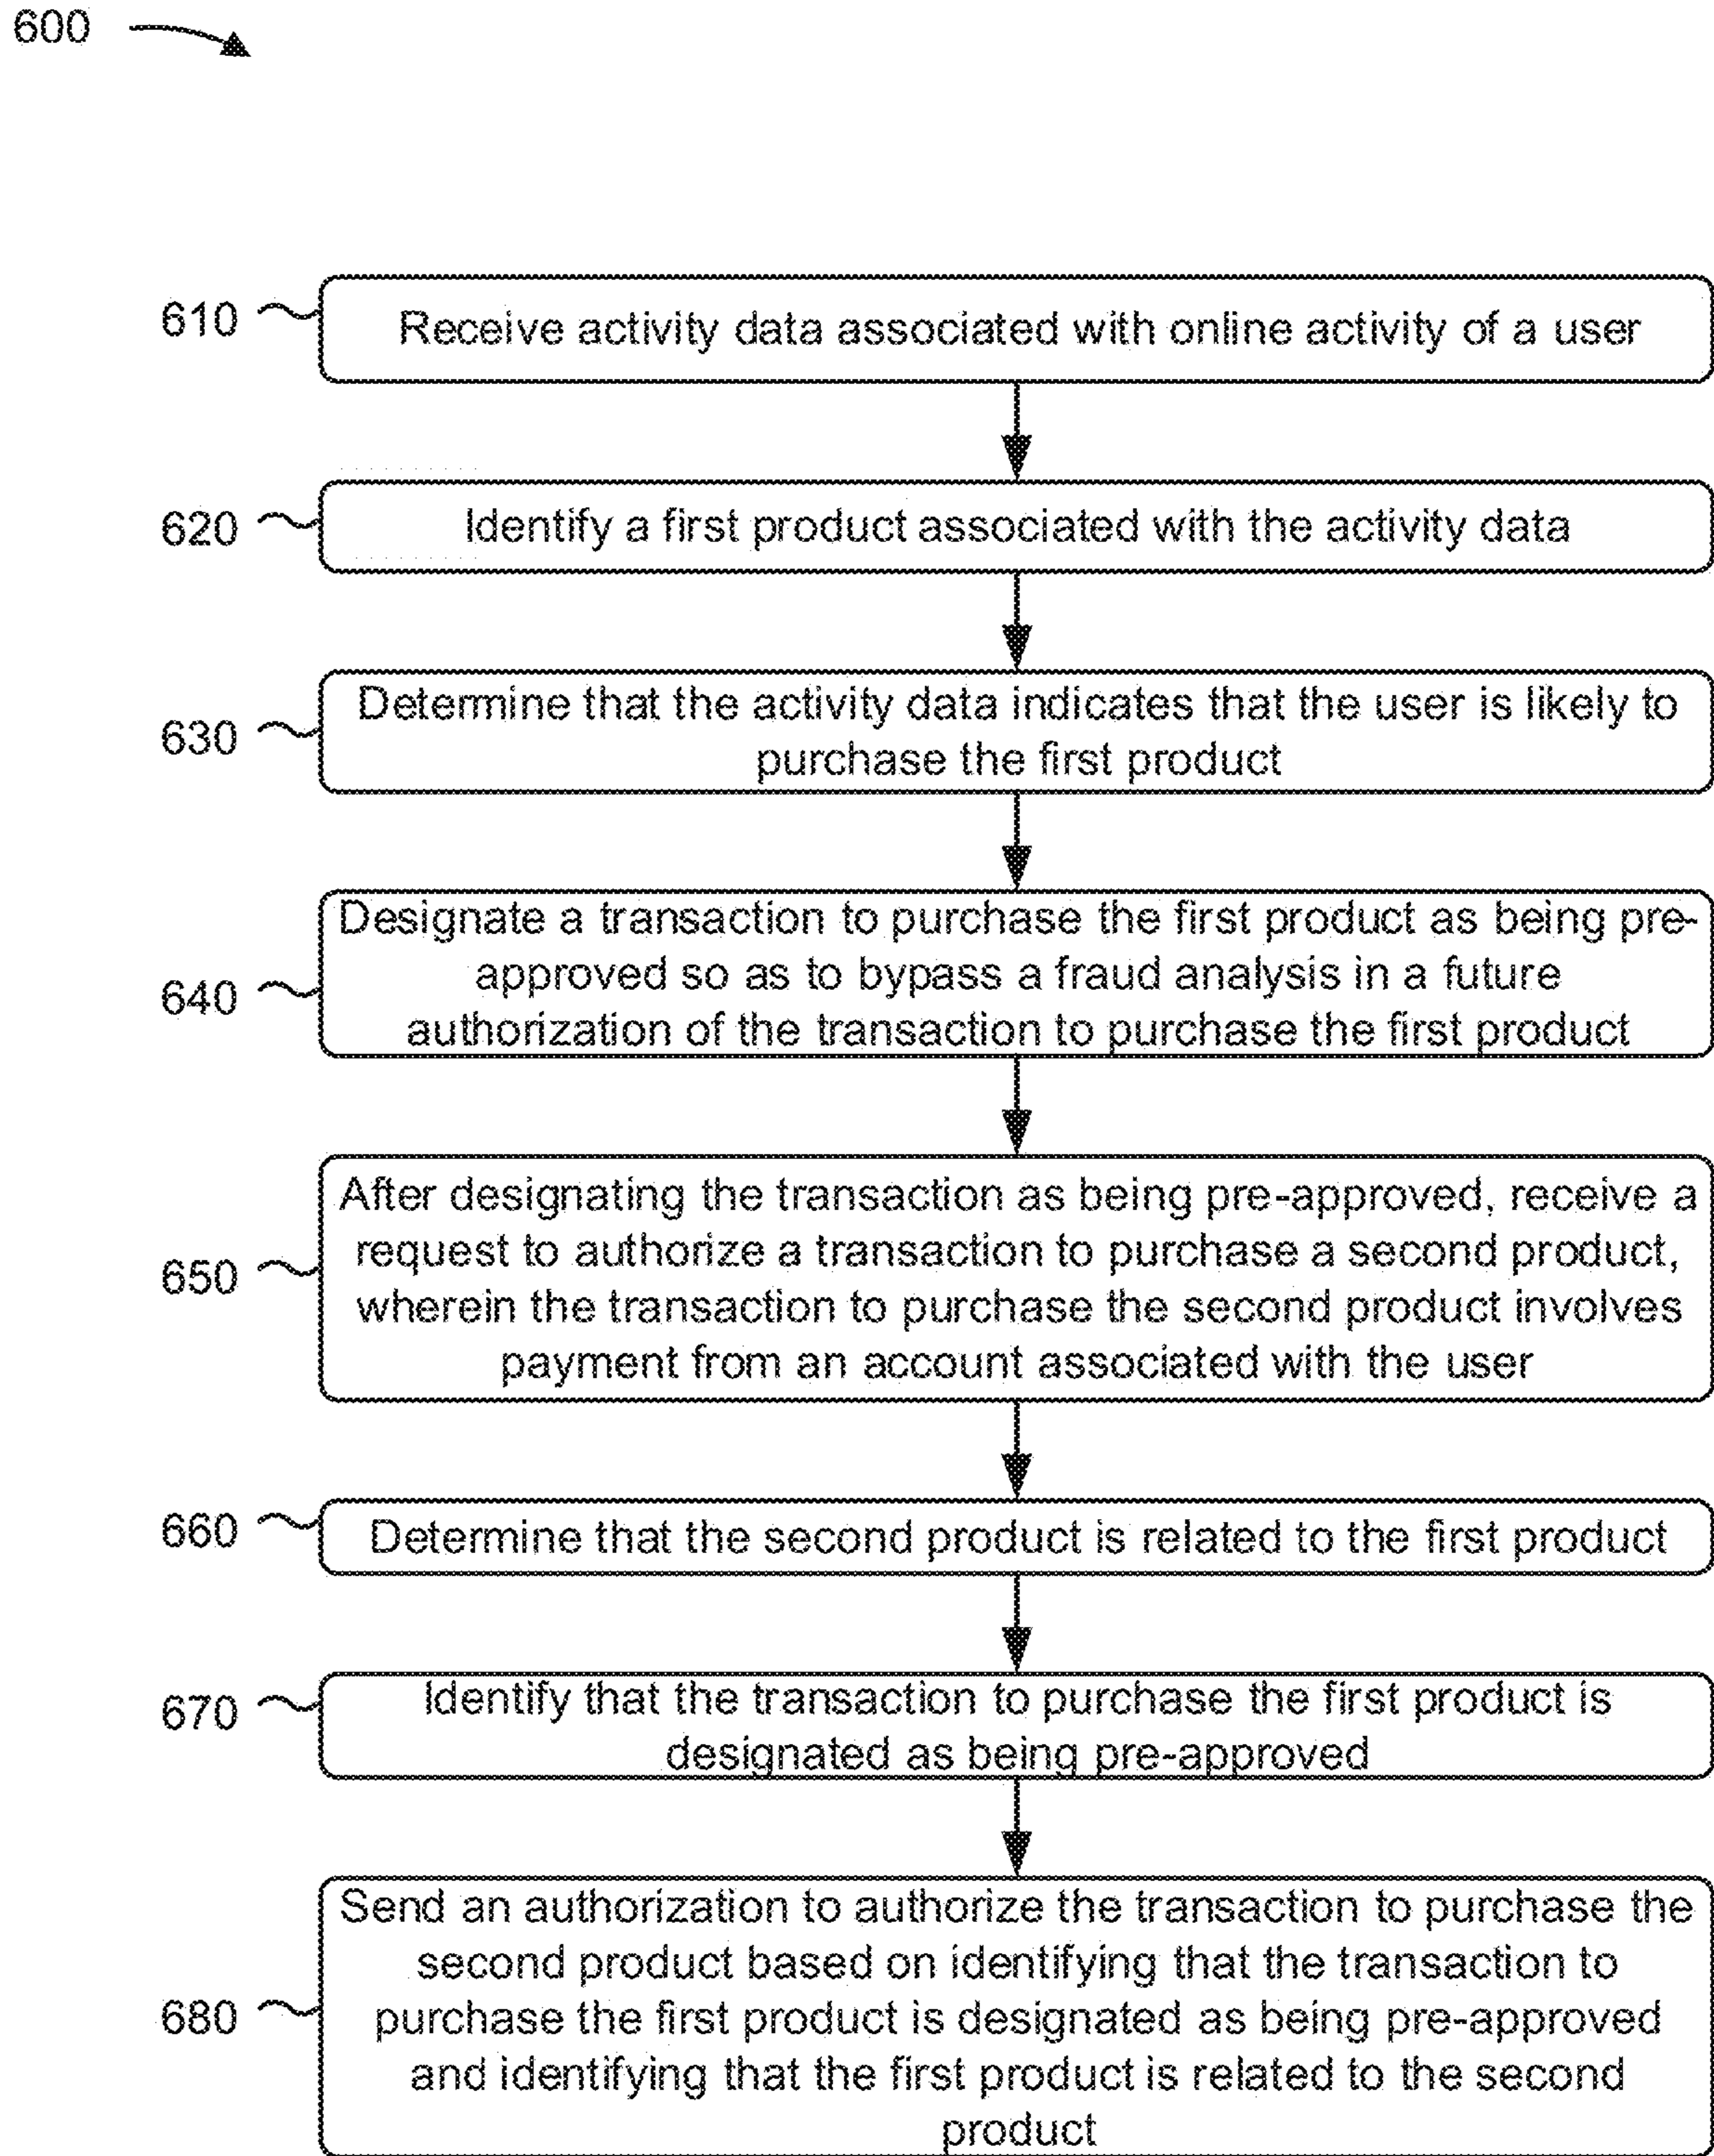 600
610
Receive activity data associated with online activity of a user
620
Identify a first product associated with the activity data
630
Determine that the activity data indicates that the user is likely to
purchase the first product
640
Designate a transaction to purchase the first product as being pre-
approved so as to bypass a fraud analysis in a future
authorization of the transaction to purchase the first product
650
After designating the transaction as being pre-approved, receive a
request to authorize a transaction to purchase a second product,
wherein the transaction to purchase the second product involves
payment from an account associated with the user
660
Determine that the second product is related to the first product
670
Identify that the transaction to purchase the first product is
designated as being pre-approved
680
Send an authorization to authorize the transaction to purchase the
second product based on identifying that the transaction to
purchase the first product is designated as being pre-approved
and identifying that the first product is related to the second
product